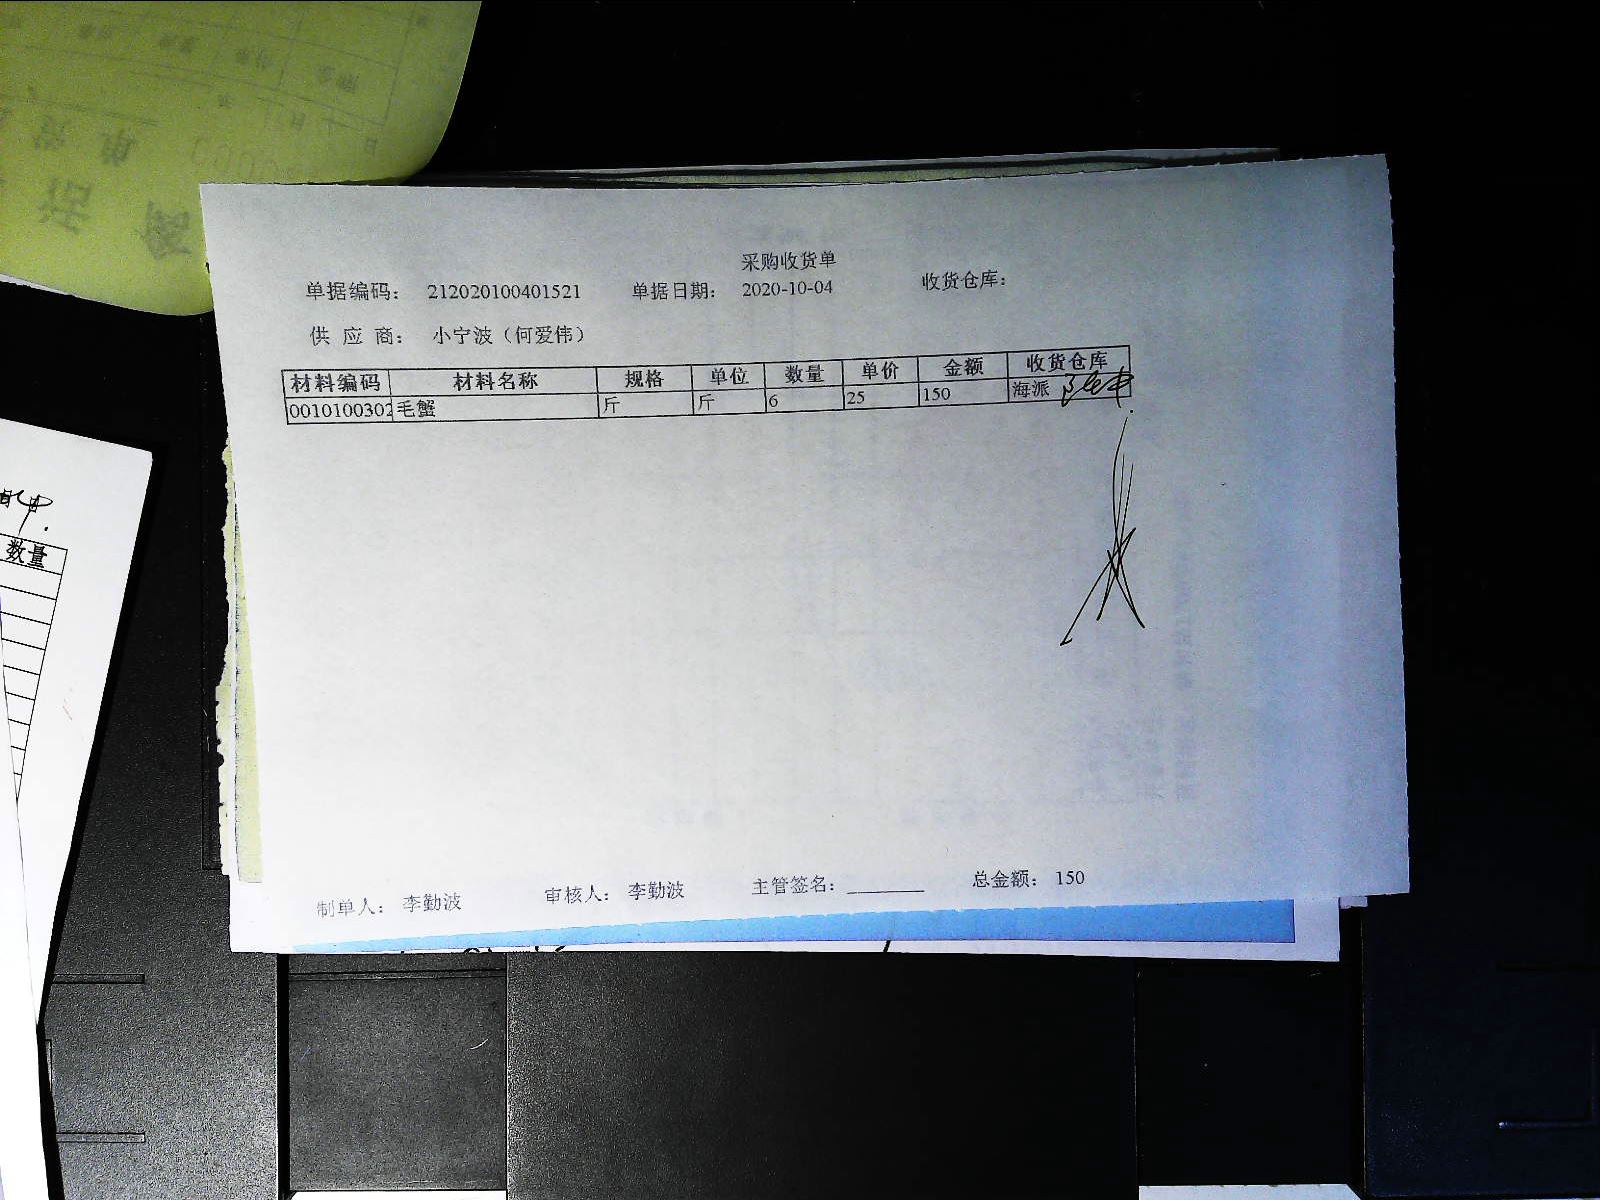 采购收货单
单据编码： 212020100401521 单据日期： 2020-10-04 收货仓库：
供 应 商： 小宁波（何爱伟）
材料编码 材料名称 规格 单位 数量 单价 金额 收货仓库
0010100302 毛蟹 斤 斤 6 25 150 海派
制单人： 李勤波 审核人： 李勤波 主管签名： 总金额： 150
数量